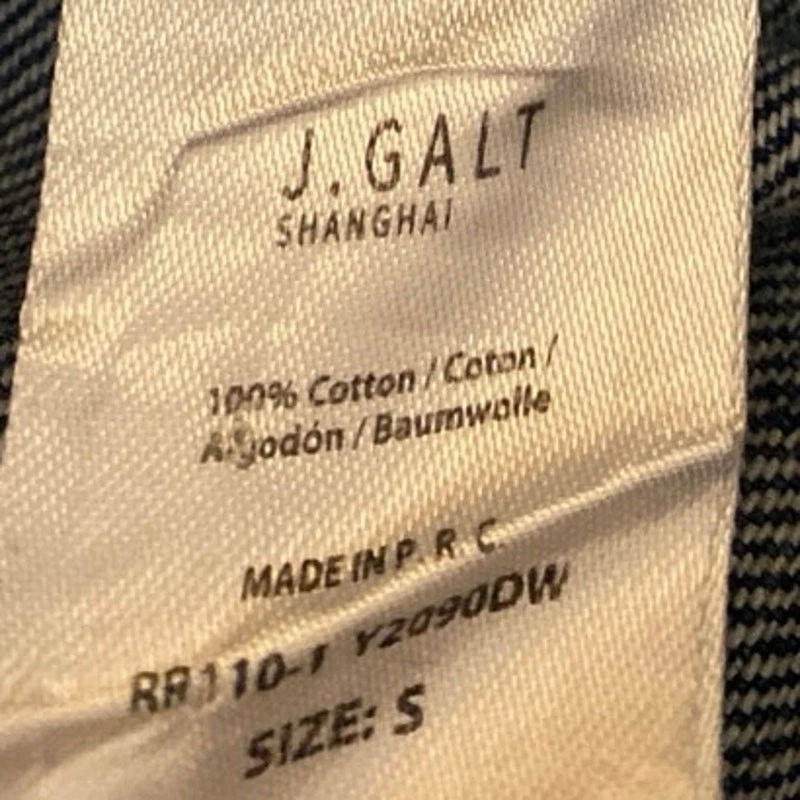 J. GALT
SHANGHAI
100% Cotton / Coton /
Algodón / Baumwolle
MADE IN P. R. C.
RR110-1 Y2090DW
SIZE: S